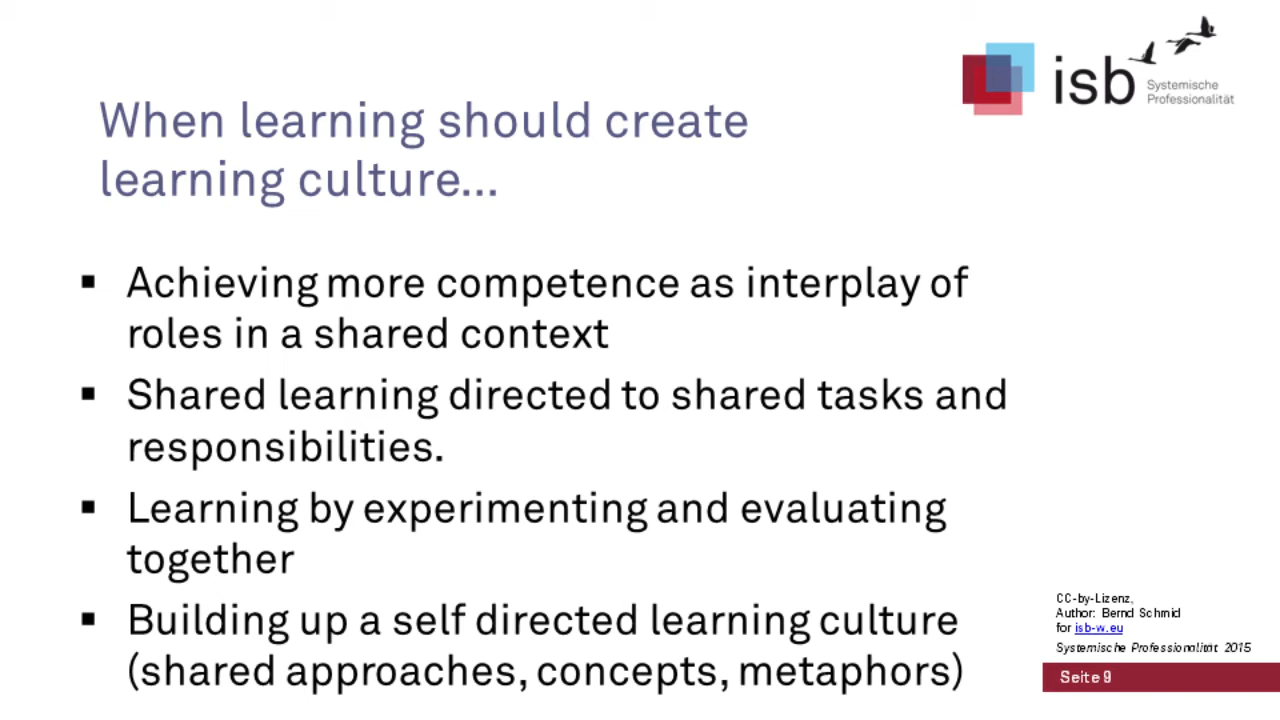 isb
Systemische
Professionalität
When learning should create
learning culture...
▪ Achieving more competence as interplay of
roles in a shared context
▪ Shared learning directed to shared tasks and
responsibilities.
▪ Learning by experimenting and evaluating
together
▪ Building up a self directed learning culture
(shared approaches, concepts, metaphors)
CC-by-Lizenz,
Author: Bernd Schmid
for isb-w.eu
Systemische Professionalität 2015
Seite 9